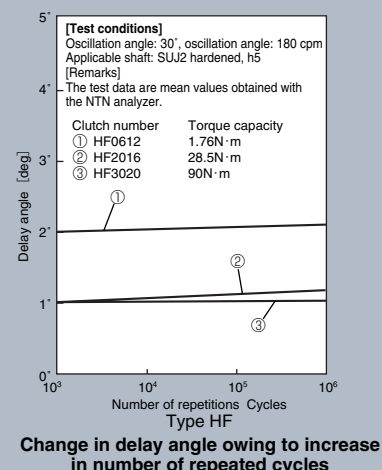 5°
4°
3°
2°
1°
0°
Delay angle [deg]
[Test conditions]
Oscillation angle: 30˚, oscillation angle: 180 cpm
Applicable shaft: SUJ2 hardened, h5
[Remarks]
The test data are mean values obtained with
the NTN analyzer.
Clutch number Torque capacity
① HF0612 1.76N·m
② HF2016 28.5N·m
③ HF3020 90N·m
①
②
③
10³ 10⁴ 10⁵ 10⁶
Number of repetitions Cycles
Type HF
Change in delay angle owing to increase
in number of repeated cycles